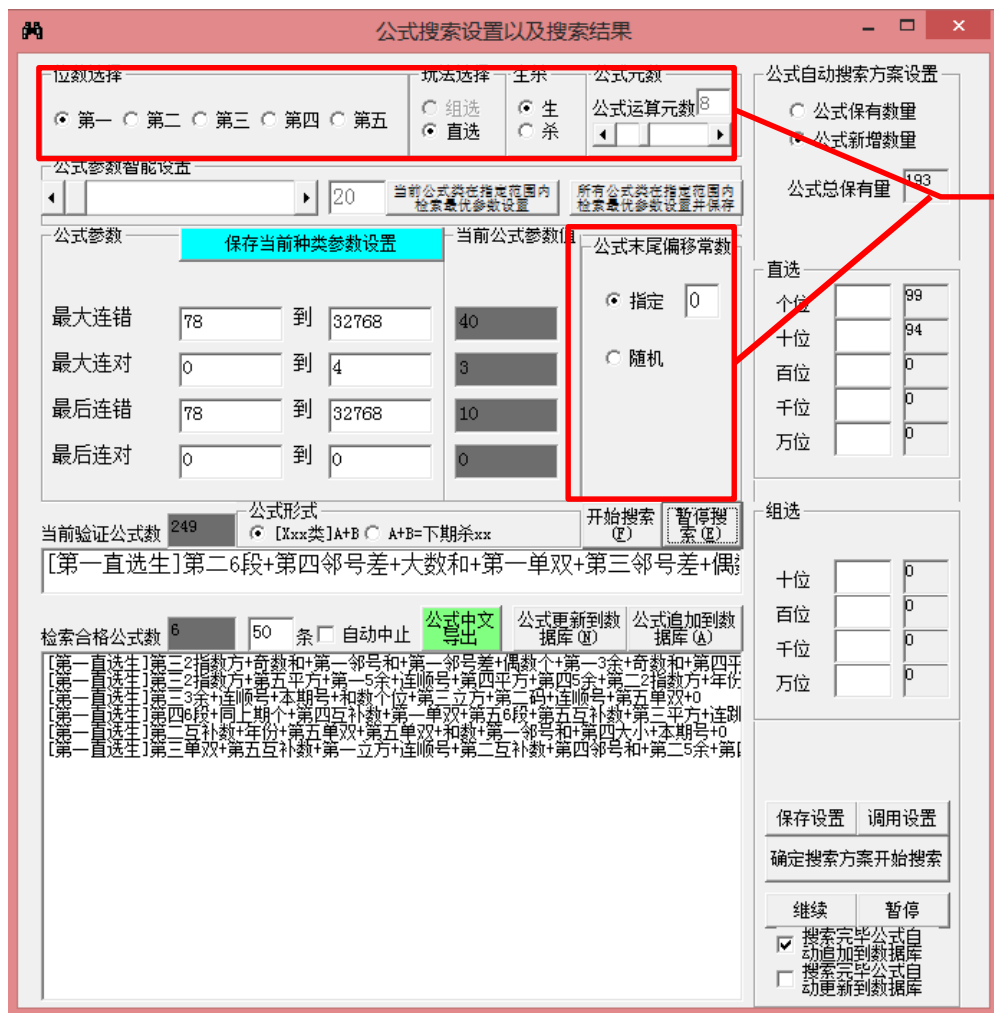 公式搜索设置以及搜索结果
位数选择
第一 第二 第三 第四 第五
玩法选择
组选
直选
生杀
生
杀
公式元数
公式运算元数 8
公式自动搜索方案设置
公式保有数量
公式新增数量
公式总保有量 193
公式参数智能设置
20
当前公式类在指定范围内
检索最优参数设置
所有公式类在指定范围内
检索最优参数设置并保存
公式参数
保存当前种类参数设置
当前公式参数值
最大连错 78 到 32768 40
最大连对 0 到 4 3
最后连错 78 到 32768 10
最后连对 0 到 0 0
公式末尾偏移常数
指定 0
随机
直选
个位 99
十位 94
百位 0
千位 0
万位 0
当前验证公式数 249
公式形式
[Xxx类]A+B A+B=下期杀xx
开始搜索
(F)
暂停搜
索(E)
[第一直选生]第二6段+第四邻号差+大数和+第一单双+第三邻号差+偶
检索合格公式数 6
50 条 自动中止
公式中文
导出
公式更新到数
据库(N)
公式追加到数
据库(A)
[第一直选生]第三2指数方+奇数和+第一邻号和+第一邻号差+偶数个+第一3余+奇数和+第四平
[第一直选生]第三2指数方+第五平方+第一5余+连顺号+第四平方+第四5余+第二2指数方+年份
[第一直选生]第三3余+连顺号+本期号+和数个位+第三立方+第二码+连顺号+第五单双+0
[第一直选生]第四6段+同上期个+第四互补数+第一单双+第五6段+第五互补数+第三平方+连跳
[第一直选生]第二互补数+年份+第五单双+第五单双+和数+第一邻号和+第四大小+本期号+0
[第一直选生]第三单双+第五互补数+第一立方+连顺号+第二互补数+第四邻号和+第二5余+第
组选
十位 0
百位 0
千位 0
万位 0
保存设置 调用设置
确定搜索方案开始搜索
继续 暂停
搜索完毕公式自
动追加到数据库
搜索完毕公式自
动更新到数据库